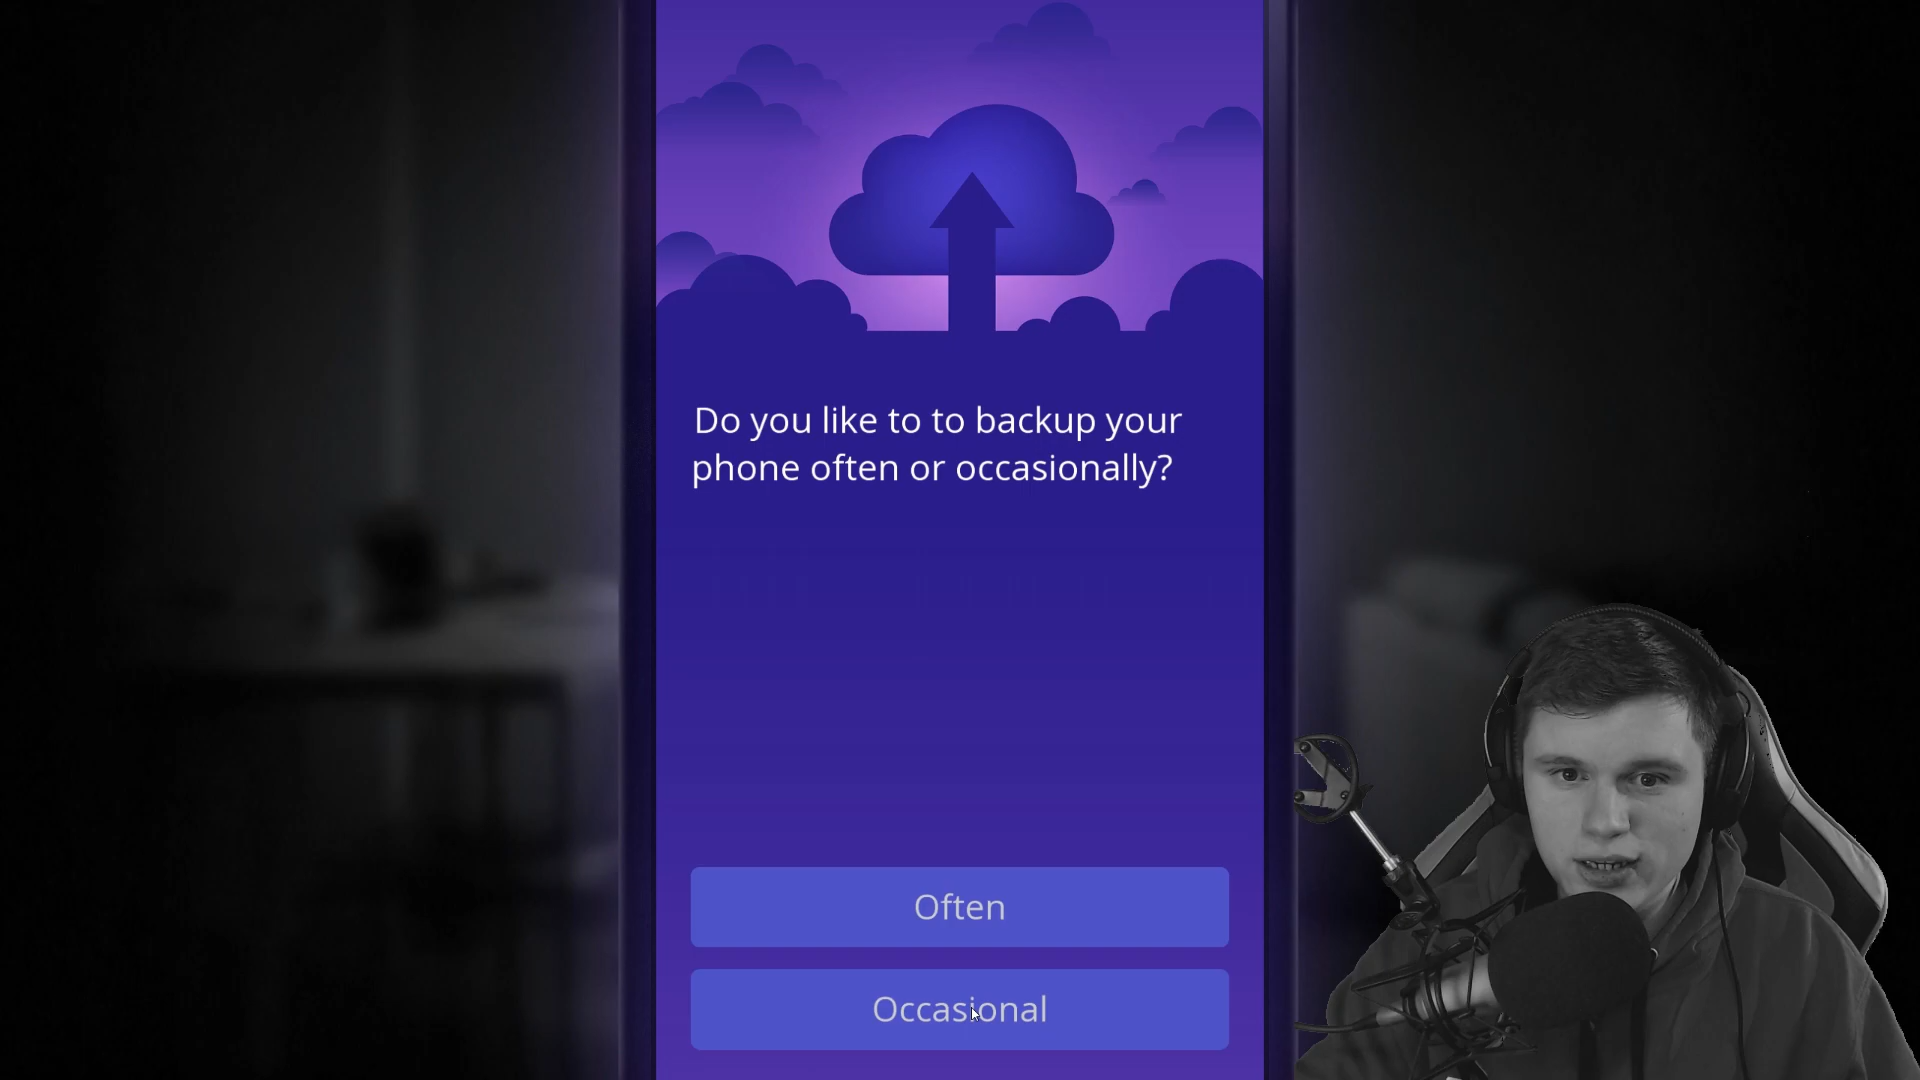 Do you like to to backup your
phone often or occasionally?
Often
Occasional